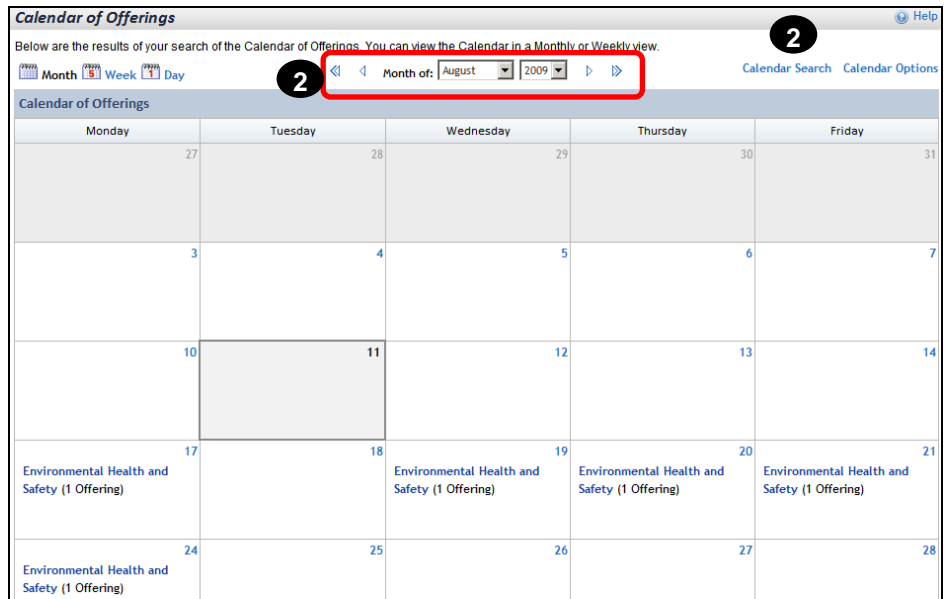 Calendar of Offerings
Help
Below are the results of your search of the Calendar of Offerings. You can view the Calendar in a Monthly or Weekly view.
2
Month 5 Week 1 Day
2
Month of: August 2009
Calendar Search Calendar Options
Calendar of Offerings
Monday Tuesday Wednesday Thursday Friday
27 28 29 30 31
3 4 5 6 7
10 11 12 13 14
17 18 19 20 21
Environmental Health and
Safety (1 Offering)
Environmental Health and
Safety (1 Offering)
Environmental Health and
Safety (1 Offering)
Environmental Health and
Safety (1 Offering)
24 25 26 27 28
Environmental Health and
Safety (1 Offering)